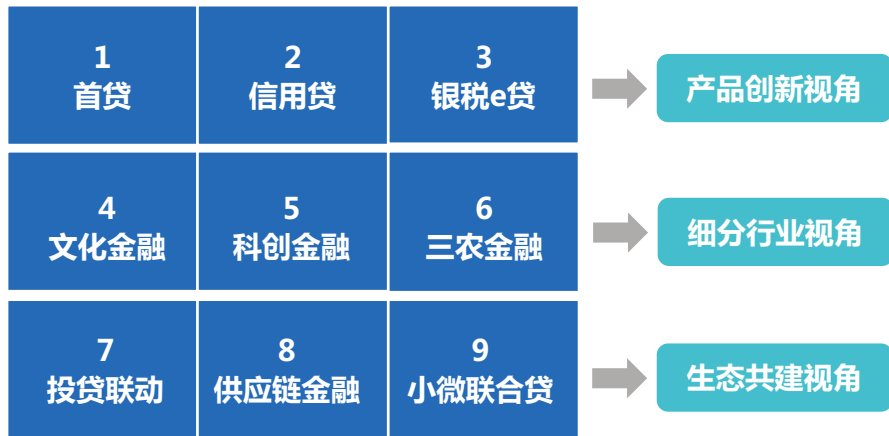 1
首贷
2
信用贷
3
银税e贷
产品创新视角
4
文化金融
5
科创金融
6
三农金融
细分行业视角
7
投贷联动
8
供应链金融
9
小微联合贷
生态共建视角